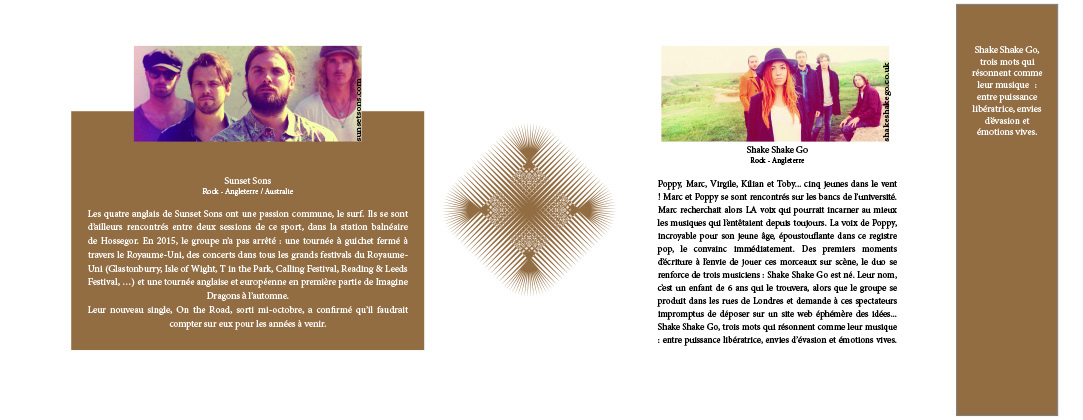 sunsetsons.com
Sunset Sons
Rock - Angleterre / Australie
Les quatre anglais de Sunset Sons ont une passion commune, le surf. Ils se sont
d'ailleurs rencontrés entre deux sessions de ce sport, dans la station balnéaire
de Hossegor. En 2015, le groupe n'a pas arrêté : une tournée à guichet fermé à
travers le Royaume-Uni, des concerts dans tous les grands festivals du Royaume-
Uni (Glastonburry, Isle of Wight, T in the Park, Calling Festival, Reading & Leeds
Festival, …) et une tournée anglaise et européenne en première partie de Imagine
Dragons à l'automne.
Leur nouveau single, On the Road, sorti mi-octobre, a confirmé qu'il faudrait
compter sur eux pour les années à venir.
shakeshakego.co.uk
Shake Shake Go
Rock - Angleterre
Poppy, Marc, Virgile, Kilian et Toby... cinq jeunes dans le vent
! Marc et Poppy se sont rencontrés sur les bancs de l'université.
Marc recherchait alors LA voix qui pourrait incarner au mieux
les musiques qui l'entêtaient depuis toujours. La voix de Poppy,
incroyable pour son jeune âge, époustouflante dans ce registre
pop, le convainc immédiatement. Des premiers moments
d'écriture à l'envie de jouer ces morceaux sur scène, le duo se
renforce de trois musiciens : Shake Shake Go est né. Leur nom,
c'est un enfant de 6 ans qui le trouvera, alors que le groupe se
produit dans les rues de Londres et demande à ces spectateurs
impromptus de déposer sur un site web éphémère des idées...
Shake Shake Go, trois mots qui résonnent comme leur musique
: entre puissance libératrice, envies d'évasion et émotions vives.
Shake Shake Go,
trois mots qui
résonnent comme
leur musique :
entre puissance
libératrice, envies
d'évasion et
émotions vives.